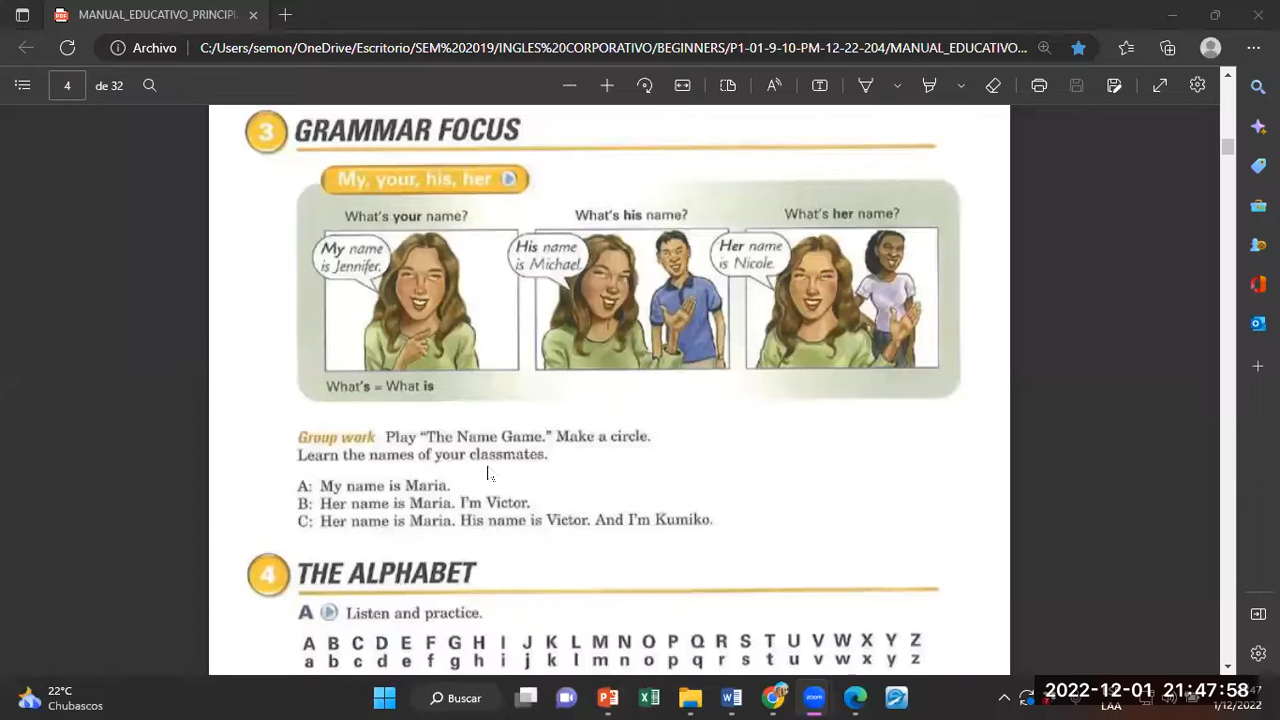 MANUAL_EDUCATIVO_PRINCIPI
Archivo
C:/Users/semon/OneDrive/Escritorio/SEM%202019/INGLES%20CORPORATIVO/BEGINNERS/P1-01-9-10-PM-12-22-204/MANUAL_EDUCATIVO...
4
de 32
3 GRAMMAR FOCUS
My, your, his, her
What's your name?
What's his name?
What's her name?
My name
is Jennifer.
His name
is Michael.
Her name
is Nicole.
What's = What is
Group work Play “The Name Game.” Make a circle.
Learn the names of your classmates.
A: My name is Maria.
B: Her name is Maria. I'm Victor.
C: Her name is Maria. His name is Victor. And I'm Kumiko.
4 THE ALPHABET
A Listen and practice.
A B C D E F G H I J K L M N O P Q R S T U V W X Y Z
a b c d e f g h i j k l m n o p q r s t u v w x y z
22°C
Chubascos
Buscar
LAA
2022-12-01 21:47:58
1/12/2022